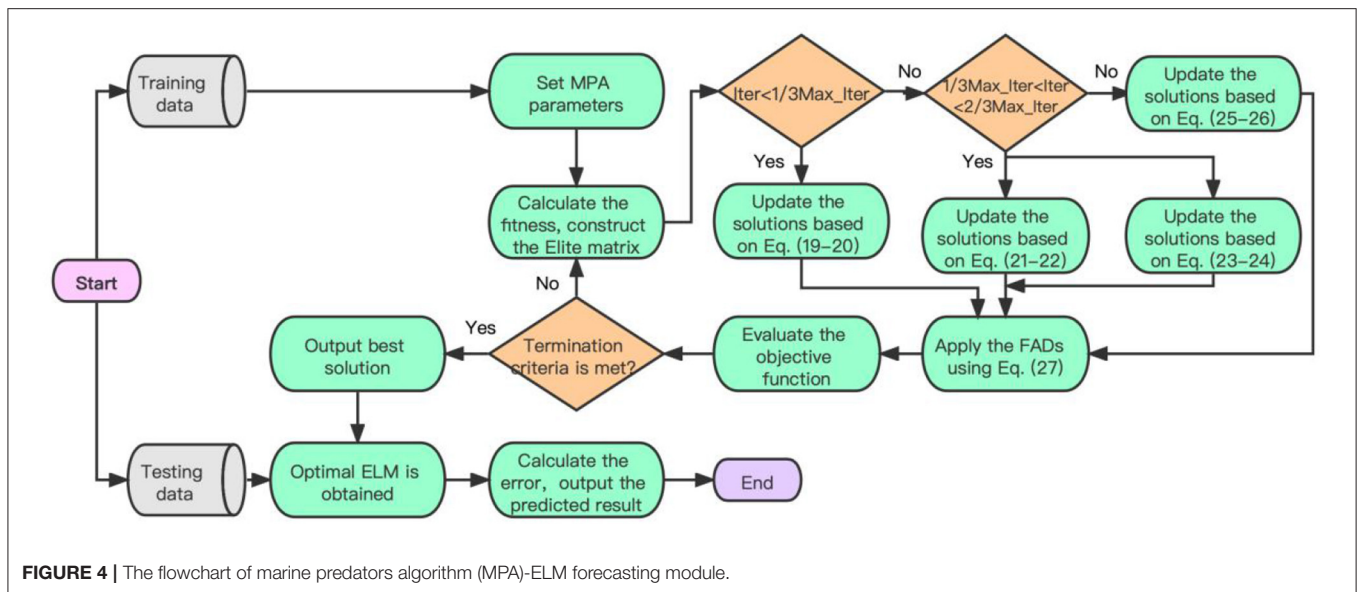 Training
data
Set MPA
parameters
Iter<1/3Max_Iter
No
1/3Max_Iter<Iter
<2/3Max_Iter
No
Update the
solutions based
on Eq. (25–26)
Yes
Yes
Calculate the
fitness, construct
the Elite matrix
Update the
solutions based
on Eq. (19–20)
Update the
solutions based
on Eq. (21–22)
Update the
solutions based
on Eq. (23–24)
Start
No
Yes
Output best
solution
Termination
criteria is met?
Evaluate the
objective
function
Apply the FADs
using Eq. (27)
Testing
data
Optimal ELM is
obtained
Calculate the
error, output the
predicted result
End
FIGURE 4 | The flowchart of marine predators algorithm (MPA)-ELM forecasting module.